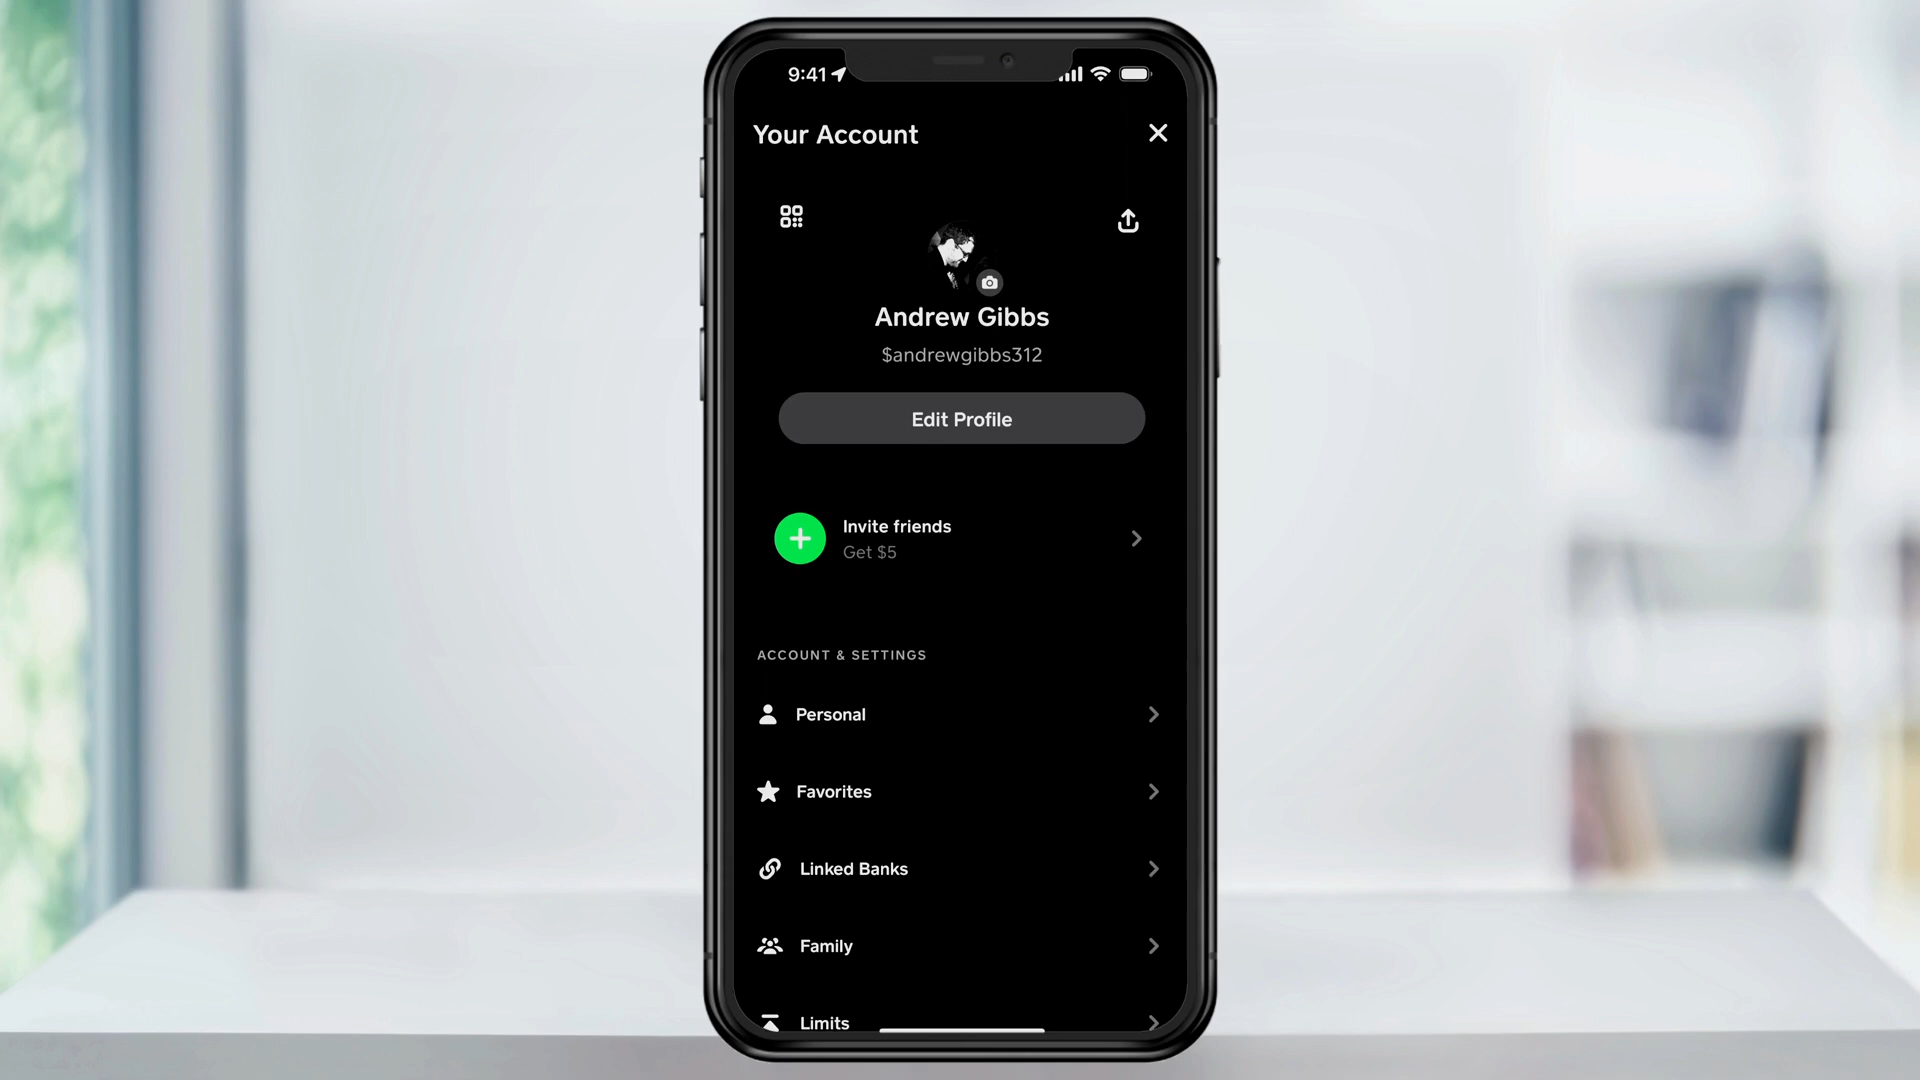 9:41
Your Account
Andrew Gibbs
$andrewgibbs312
Edit Profile
Invite friends
Get $5
ACCOUNT & SETTINGS
Personal
Favorites
Linked Banks
Family
Limits